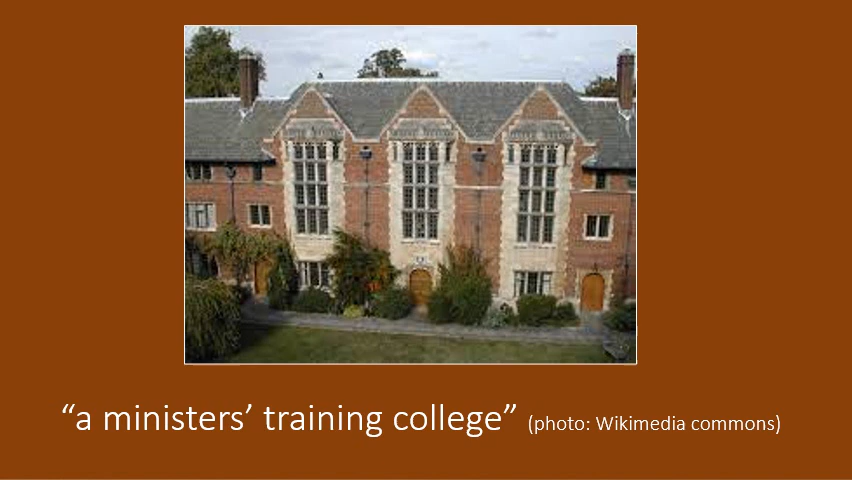 “a ministers’ training college” (photo: Wikimedia commons)